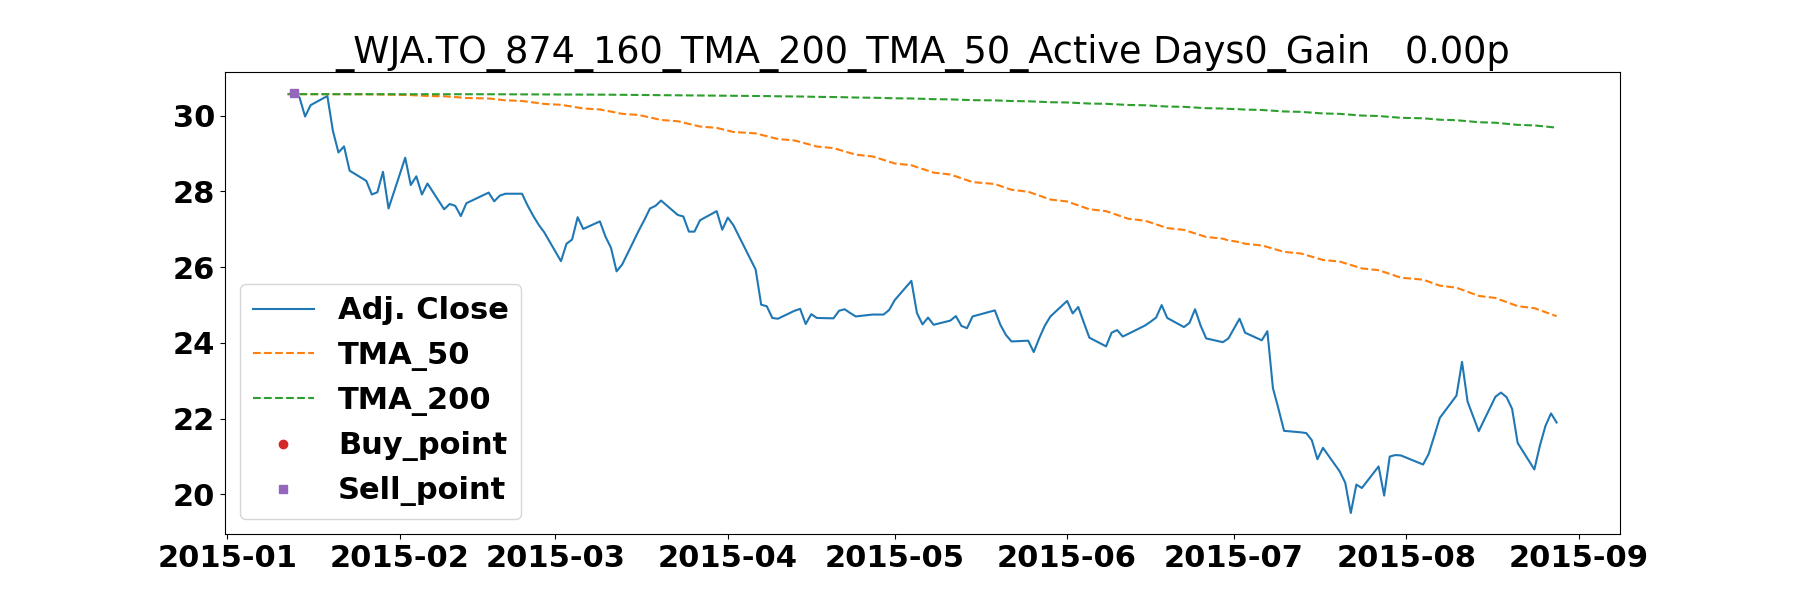 _WJA.TO_874_160_TMA_200_TMA_50_Active Days0_Gain   0.00p
30
28
26
24
22
20
Adj. Close
TMA_50
TMA_200
Buy_point
Sell_point
2015-01 2015-02 2015-03 2015-04 2015-05 2015-06 2015-07 2015-08 2015-09